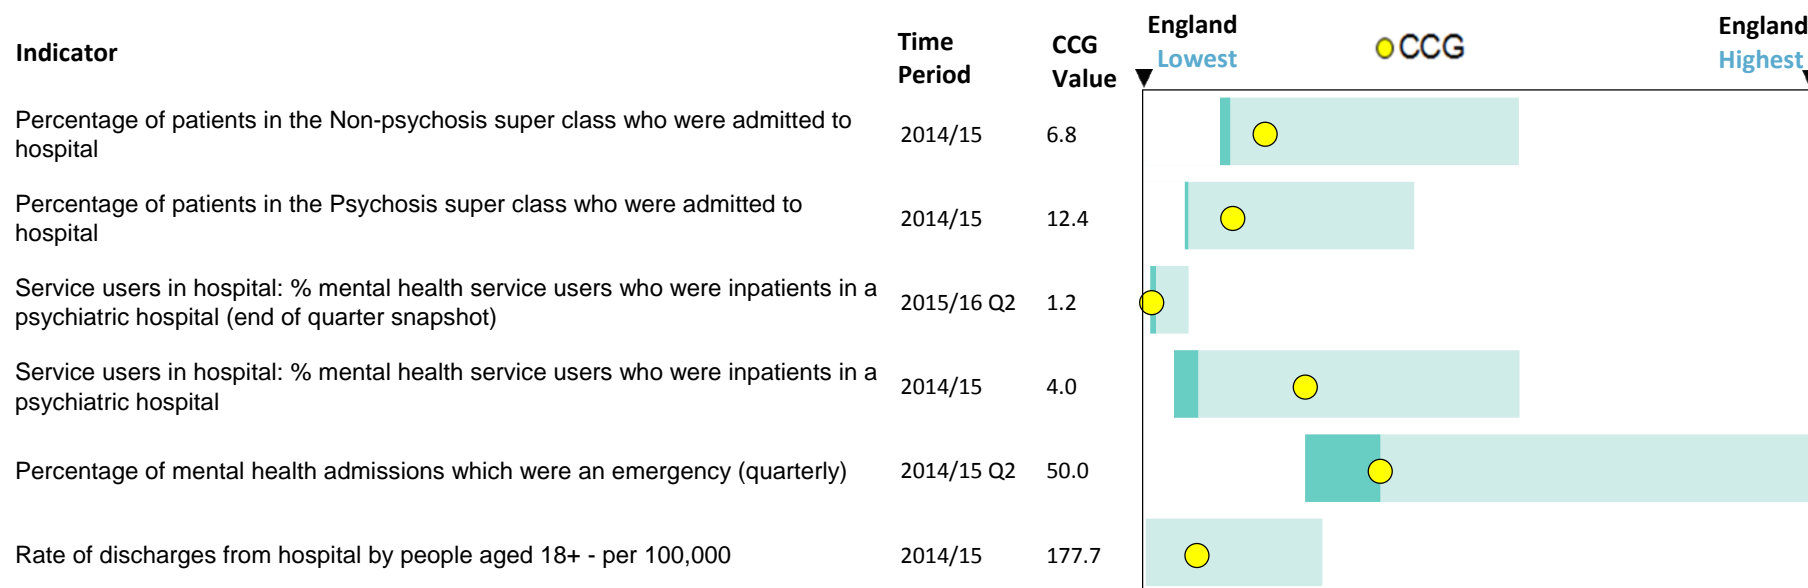 Indicator
Time Period
CCG Value
England Lowest
CCG
England Highest
Percentage of patients in the Non-psychosis super class who were admitted to
hospital
2014/15 6.8
Percentage of patients in the Psychosis super class who were admitted to
hospital
2014/15 12.4
Service users in hospital: % mental health service users who were inpatients in a
psychiatric hospital (end of quarter snapshot)
2015/16 Q2 1.2
Service users in hospital: % mental health service users who were inpatients in a
psychiatric hospital
2014/15 4.0
Percentage of mental health admissions which were an emergency (quarterly) 2014/15 Q2 50.0
Rate of discharges from hospital by people aged 18+ - per 100,000 2014/15 177.7